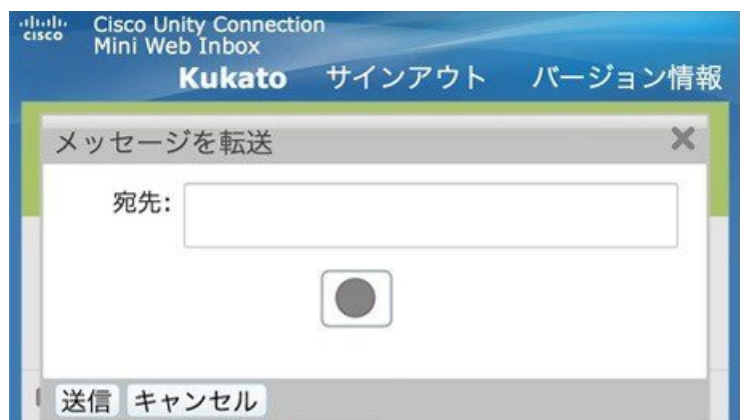 cisco
Cisco Unity Connection
Mini Web Inbox
Kukato サインアウト バージョン情報
メッセージを転送
宛先:
送信 キャンセル